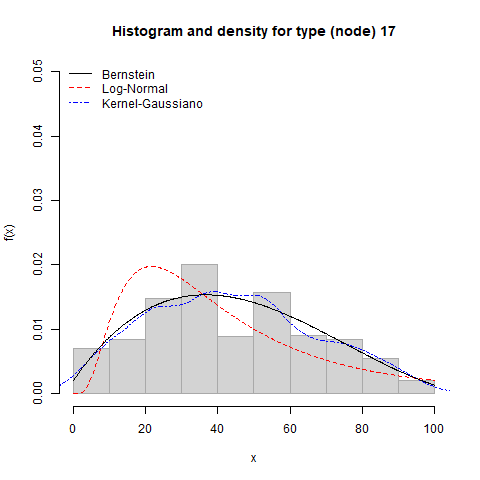 Histogram and density for type (node) 17
0.05
0.04
0.03
0.02
0.01
0.00
f(x)
Bernstein
Log-Normal
Kernel-Gaussiano
0 20 40 60 80 100
x